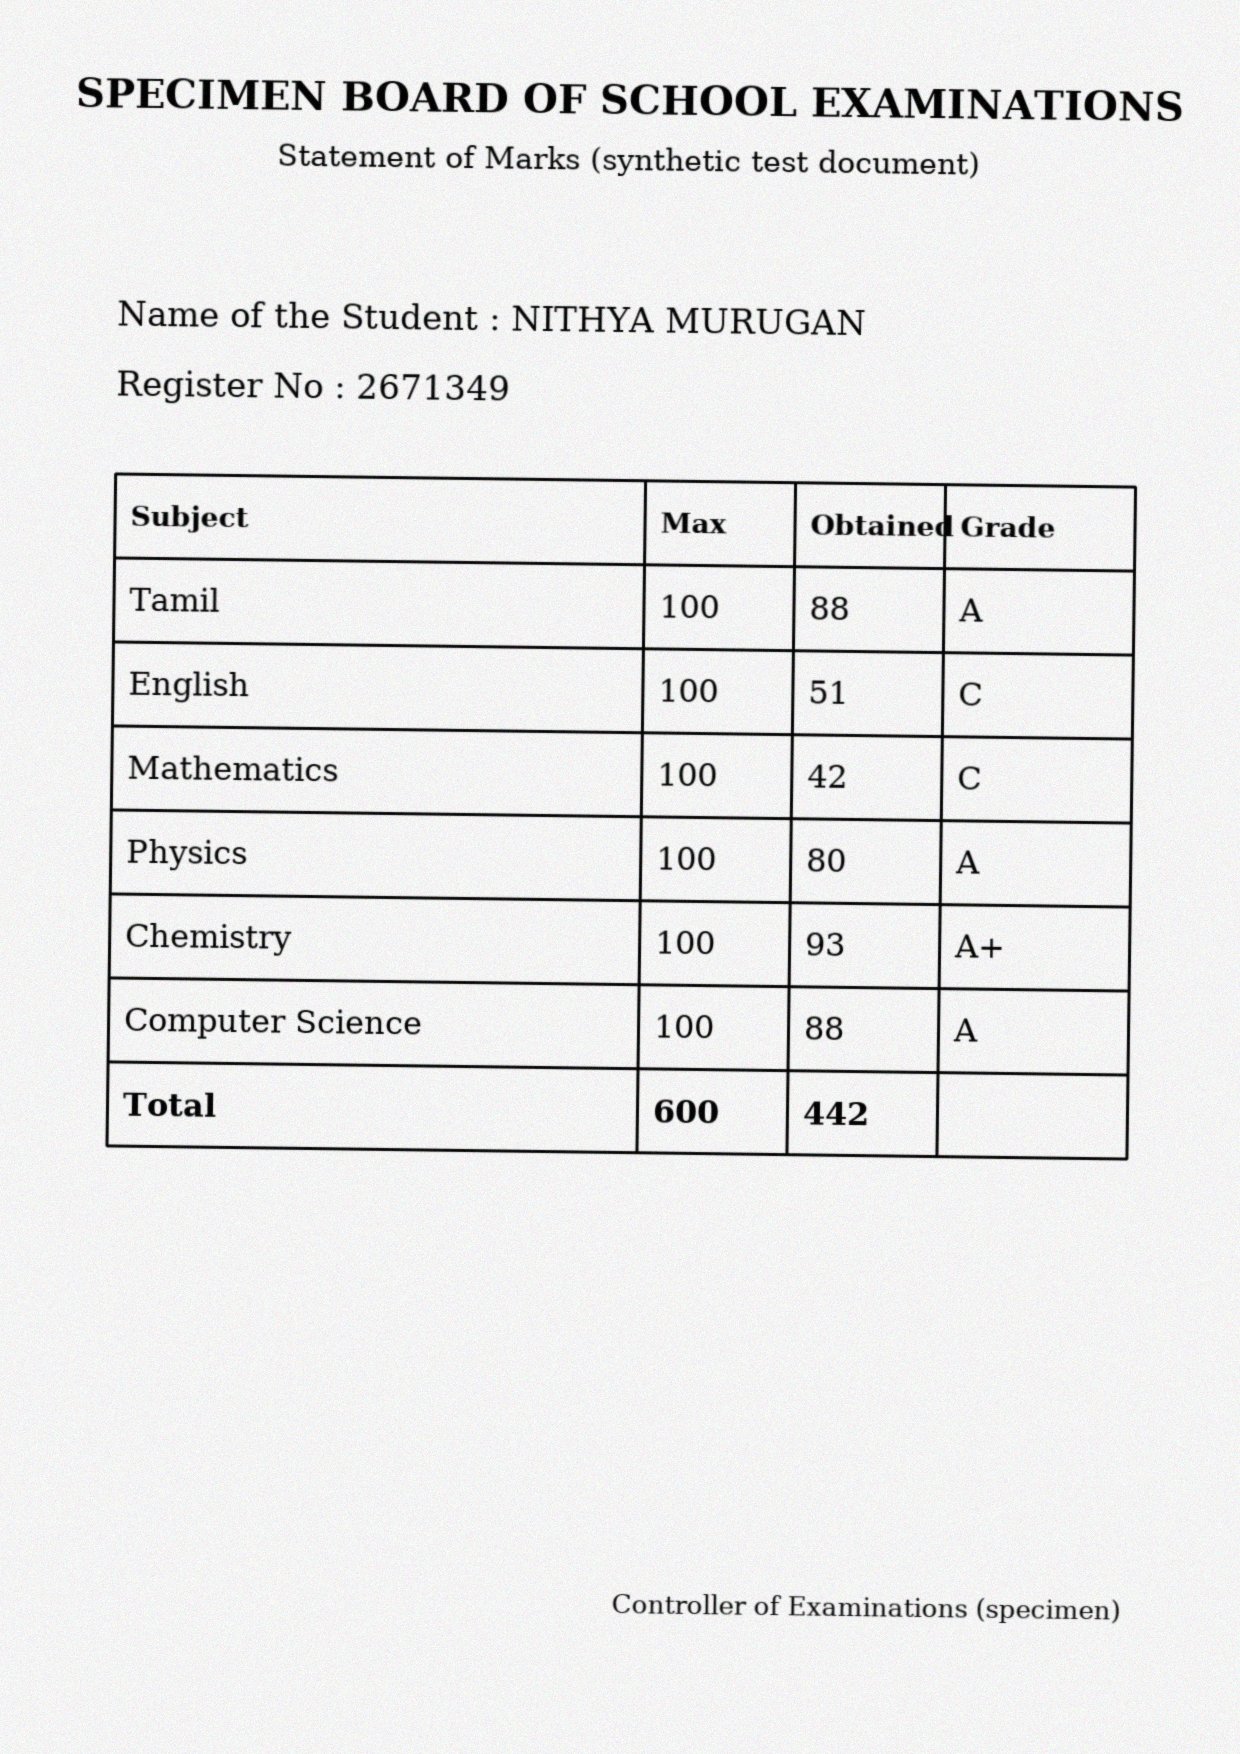 SPECIMEN BOARD OF SCHOOL EXAMINATIONS
Statement of Marks (synthetic test document)
Name of the Student : NITHYA MURUGAN
Register No : 2671349
Subject Max Obtained Grade
Tamil 100 88 A
English 100 51 C
Mathematics 100 42 C
Physics 100 80 A
Chemistry 100 93 A+
Computer Science 100 88 A
Total 600 442
Controller of Examinations (specimen)